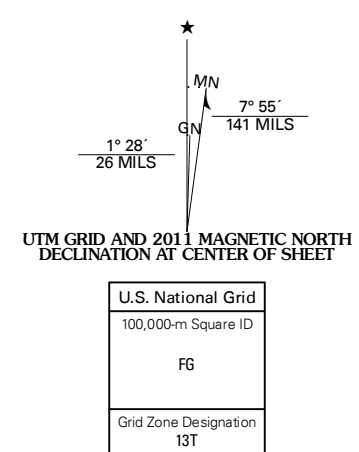 ★
MN
GN
7° 55´
141 MILS
1° 28´
26 MILS
UTM GRID AND 2011 MAGNETIC NORTH
DECLINATION AT CENTER OF SHEET
U.S. National Grid
100,000-m Square ID
FG
Grid Zone Designation
13T